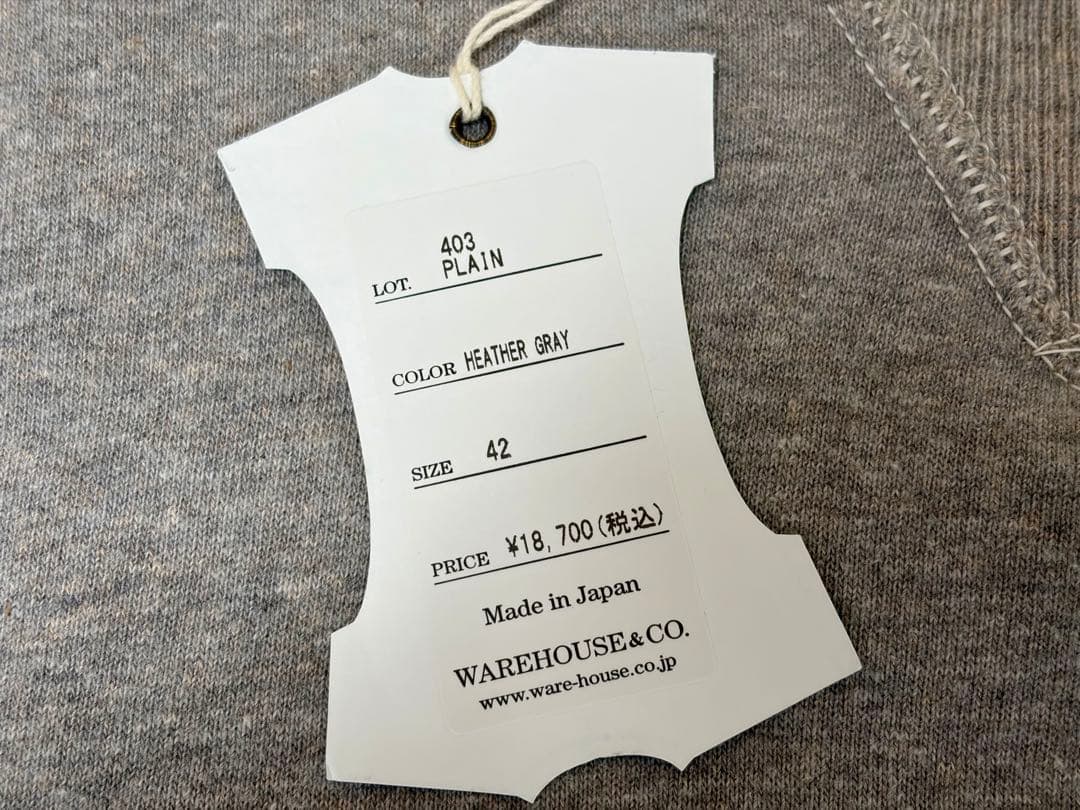 403
LOT. PLAIN
COLOR HEATHER GRAY
SIZE 42
PRICE ¥18,700(税込)
Made in Japan
WAREHOUSE&CO.
www.ware-house.co.jp